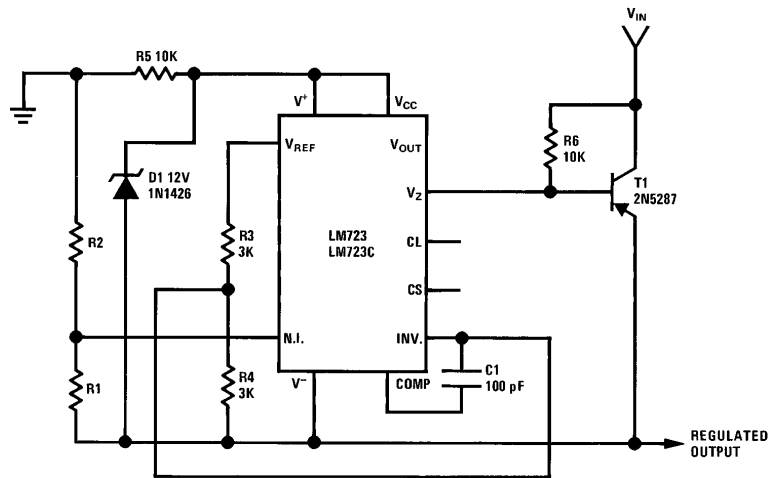 V_IN
R5 10K
V+
V_CC
V_REF
V_OUT
R6
10K
D1 12V
1N1426
V_Z
T1
2N5287
R2
R3
3K
LM723
LM723C
CL
CS
N.I.
INV.
R1
R4
3K
V−
COMP
C1
100 pF
REGULATED
OUTPUT